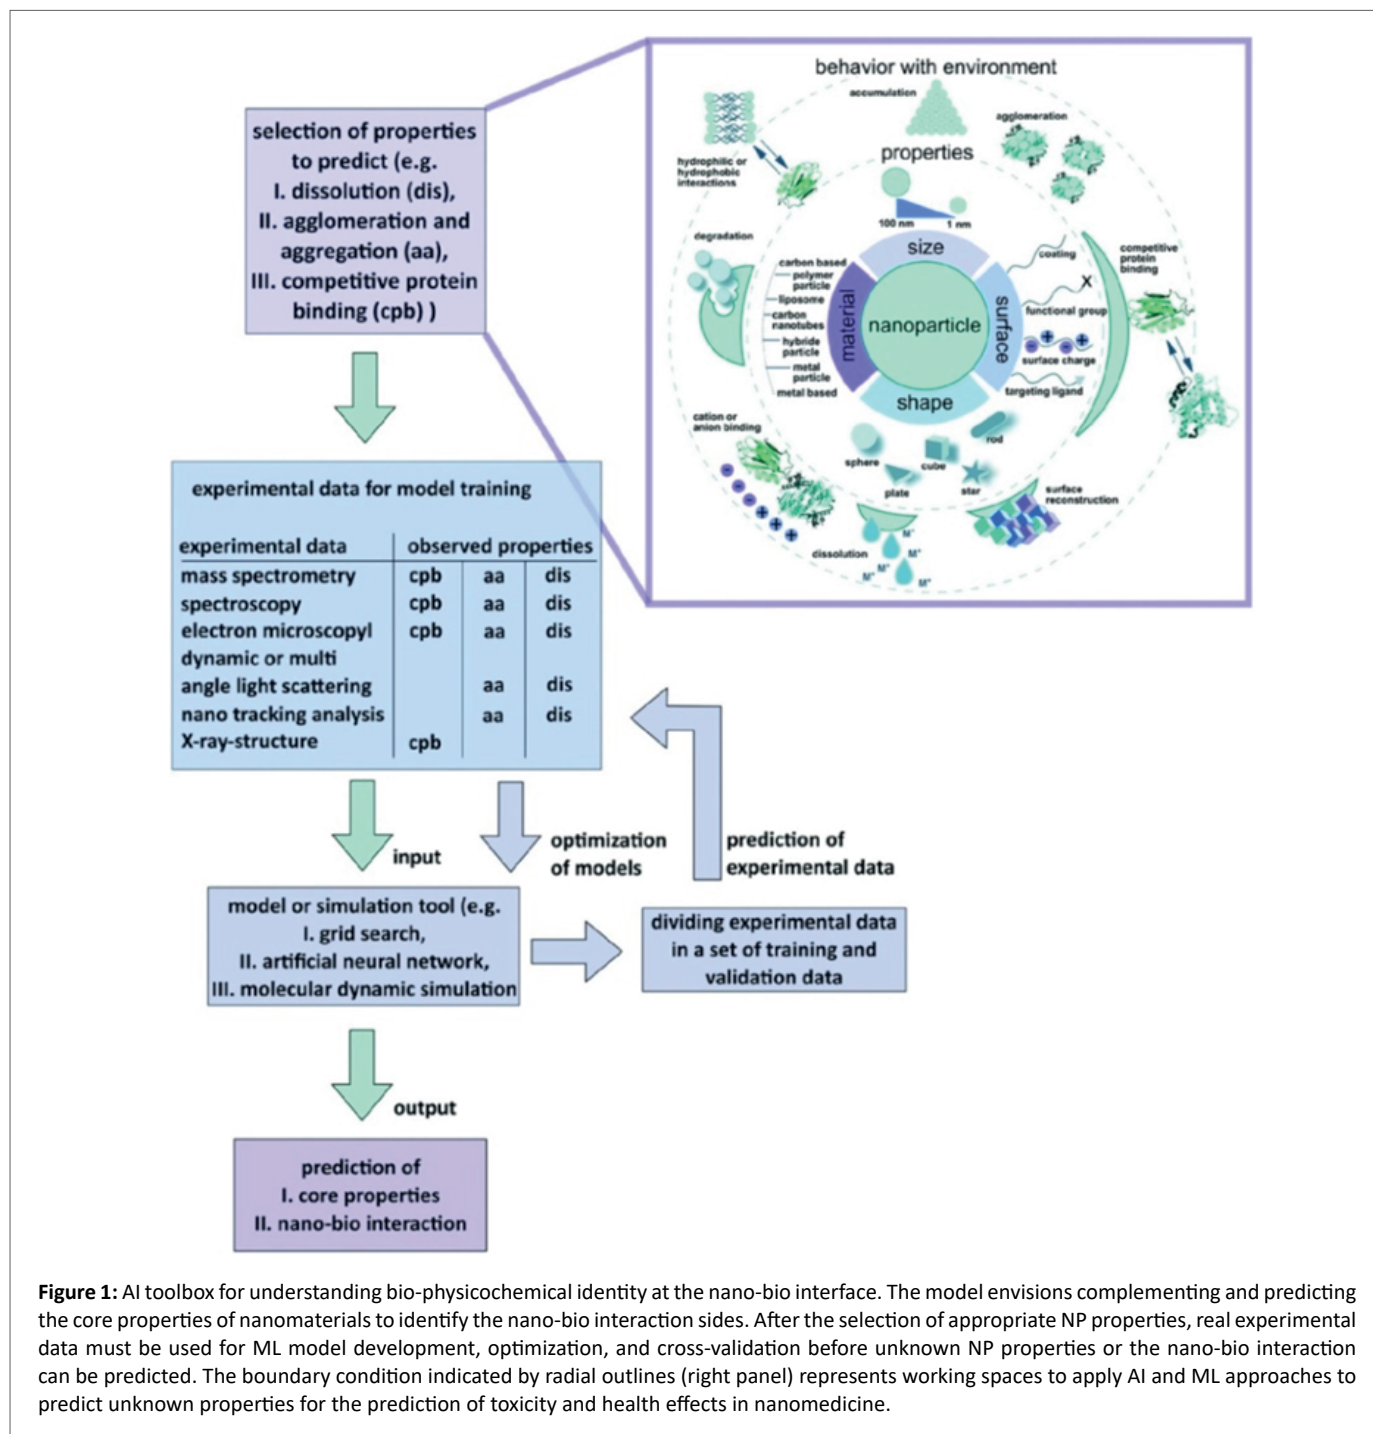 selection of properties
to predict (e.g.
I. dissolution (dis),
II. agglomeration and
aggregation (aa),
III. competitive protein
binding (cpb) )
behavior with environment
accumulation
agglomeration
properties
hydrophilic or
hydrophobic
interactions
100 nm
1 nm
degradation
size
coating
competitive
protein
binding
carbon based
polymer
particle
liposome
carbon
nanotubes
hybride
particle
metal
particle
metal based
material
nanoparticle
surface
X
functional group
surface charge
targeting ligand
shape
cation or
anion binding
sphere
plate
cube
star
rod
surface
reconstruction
dissolution
M⁺
M⁺
M⁺
M⁺
M⁺
experimental data for model training
experimental data observed properties
mass spectrometry cpb aa dis
spectroscopy cpb aa dis
electron microscopyl cpb aa dis
dynamic or multi
angle light scattering aa dis
nano tracking analysis aa dis
X-ray-structure cpb
input
optimization
of models
prediction of
experimental data
model or simulation tool (e.g.
I. grid search,
II. artificial neural network,
III. molecular dynamic simulation
dividing experimental data
in a set of training and
validation data
output
prediction of
I. core properties
II. nano-bio interaction
Figure 1: AI toolbox for understanding bio-physicochemical identity at the nano-bio interface. The model envisions complementing and predicting
the core properties of nanomaterials to identify the nano-bio interaction sides. After the selection of appropriate NP properties, real experimental
data must be used for ML model development, optimization, and cross-validation before unknown NP properties or the nano-bio interaction
can be predicted. The boundary condition indicated by radial outlines (right panel) represents working spaces to apply AI and ML approaches to
predict unknown properties for the prediction of toxicity and health effects in nanomedicine.